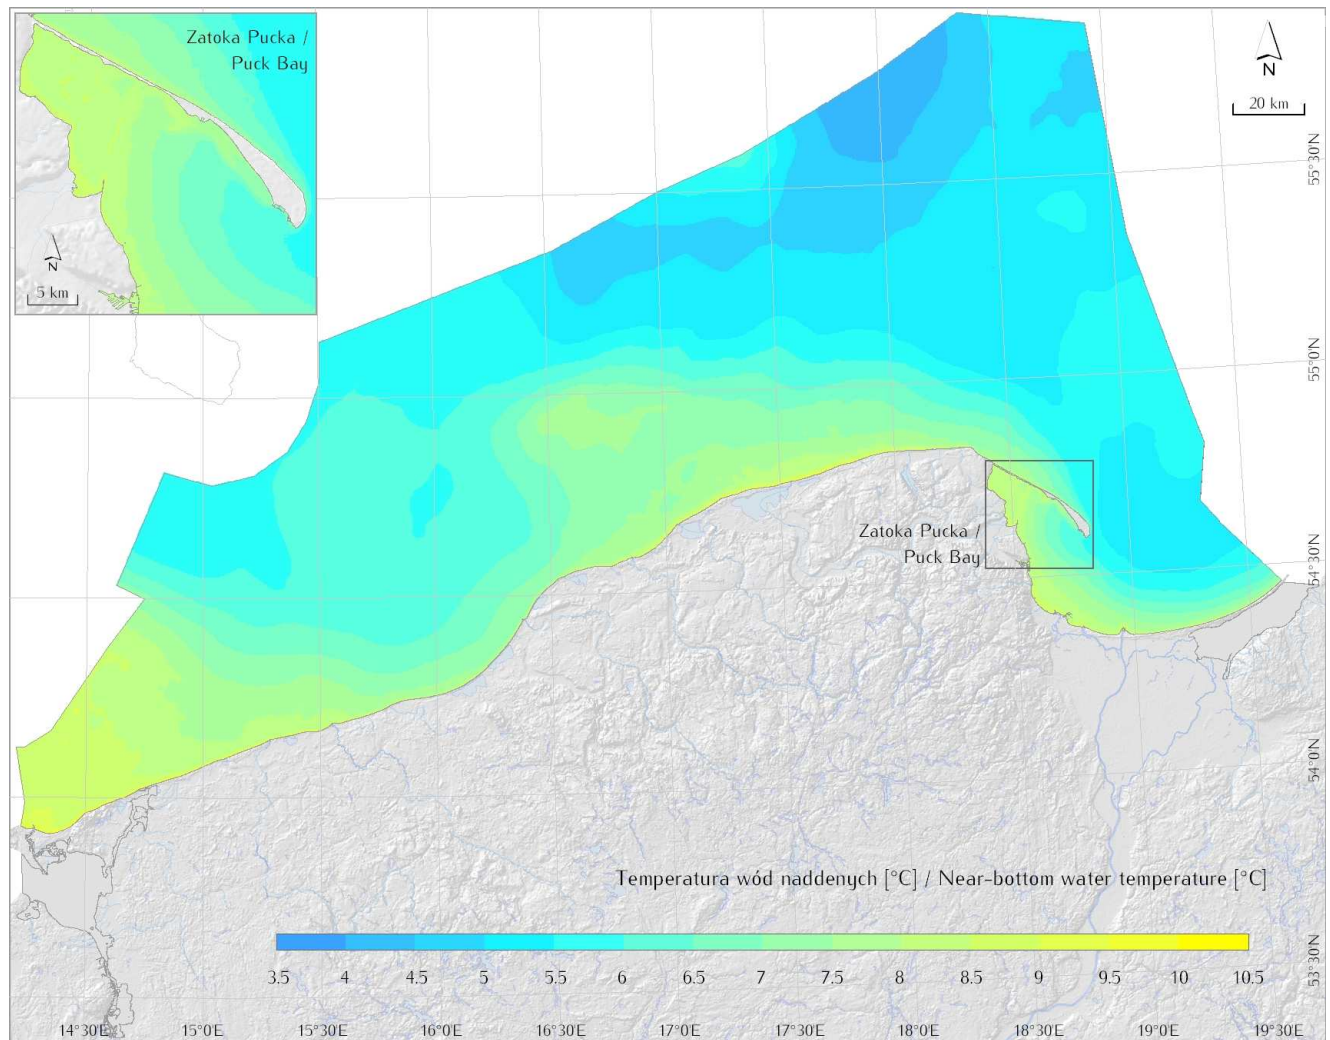 Zatoka Pucka /
Puck Bay
N
5 km
N
20 km
55°30'N
55°0'N
54°30'N
54°0'N
53°30'N
Zatoka Pucka /
Puck Bay
Temperatura wód naddenych [°C] / Near-bottom water temperature [°C]
3.5 4 4.5 5 5.5 6 6.5 7 7.5 8 8.5 9 9.5 10 10.5
14°30'E 15°0'E 15°30'E 16°0'E 16°30'E 17°0'E 17°30'E 18°0'E 18°30'E 19°0'E 19°30'E